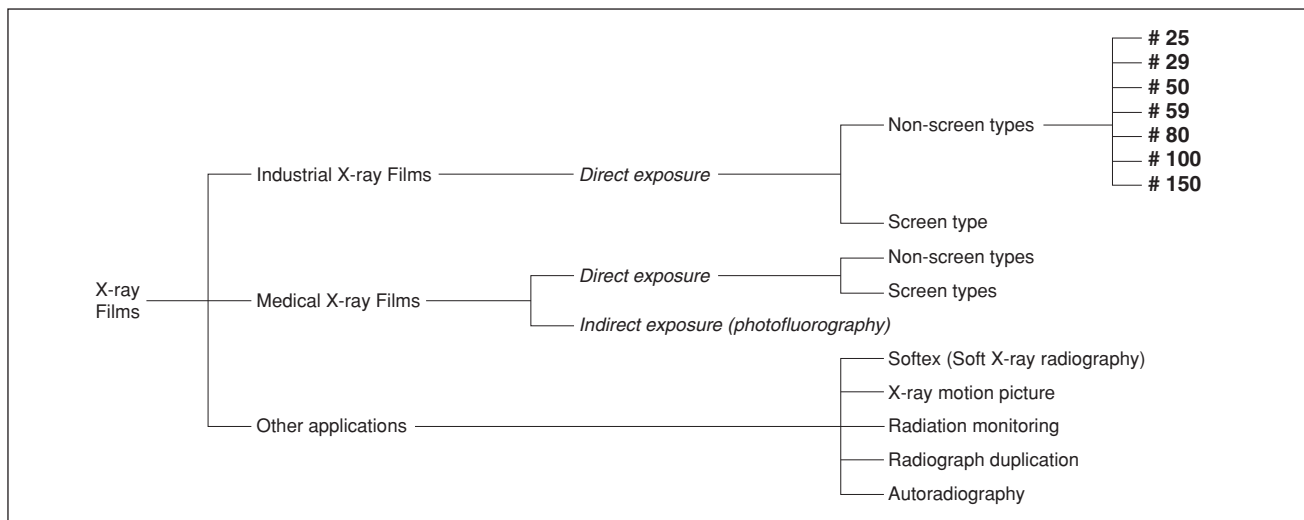 # 25
# 29
# 50
# 59
# 80
# 100
# 150
Non-screen types
Industrial X-ray Films
Direct exposure
Screen type
Non-screen types
Direct exposure
Screen types
X-ray
Films
Medical X-ray Films
Indirect exposure (photofluorography)
Softex (Soft X-ray radiography)
X-ray motion picture
Other applications
Radiation monitoring
Radiograph duplication
Autoradiography